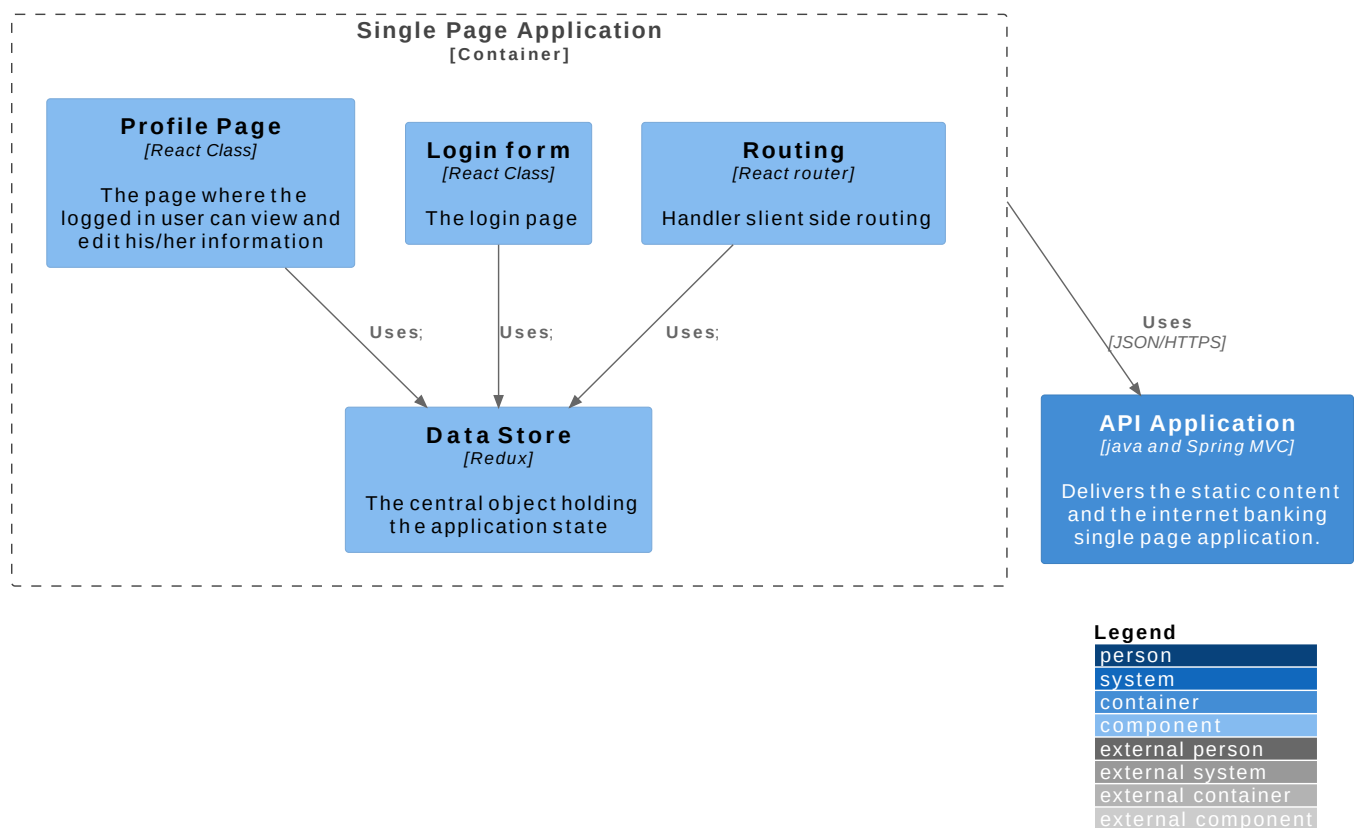 Single Page Application
[Container]
Profile Page
[React Class]
The page where the
logged in user can view and
edit his/her information
Login form
[React Class]
The login page
Routing
[React router]
Handler slient side routing
Uses;
Uses;
Uses;
Uses
[JSON/HTTPS]
Data Store
[Redux]
The central object holding
the application state
API Application
[java and Spring MVC]
Delivers the static content
and the internet banking
single page application.
Legend
person
system
container
component
external person
external system
external container
external component